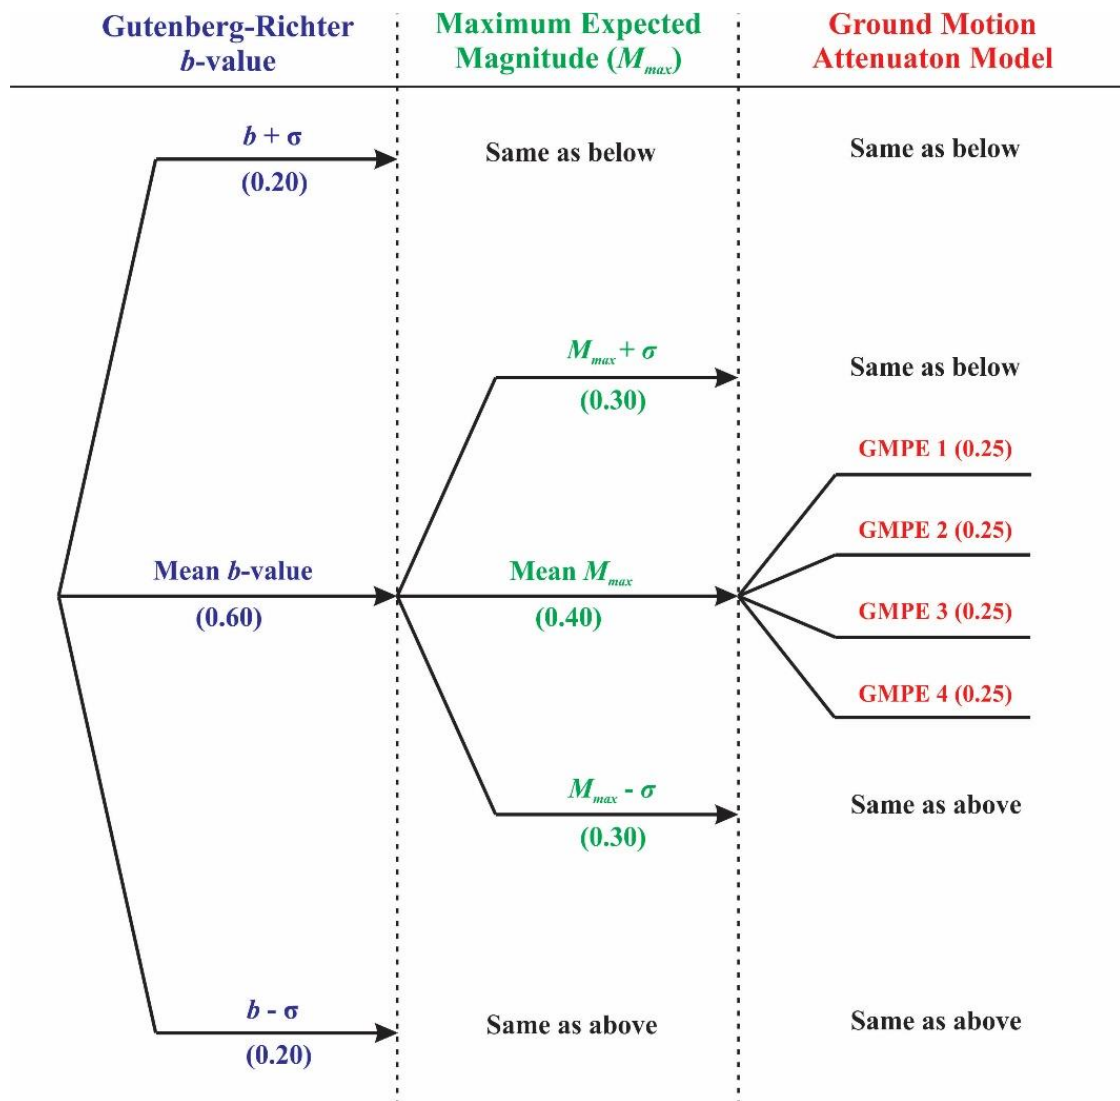 Gutenberg-Richter
b-value
Maximum Expected
Magnitude (Mmax)
Ground Motion
Attenuaton Model
b + σ
(0.20)
Same as below
Same as below
Mmax + σ
(0.30)
Same as below
GMPE 1 (0.25)
GMPE 2 (0.25)
Mean b-value
(0.60)
Mean Mmax
(0.40)
GMPE 3 (0.25)
GMPE 4 (0.25)
Mmax - σ
(0.30)
Same as above
b - σ
(0.20)
Same as above
Same as above